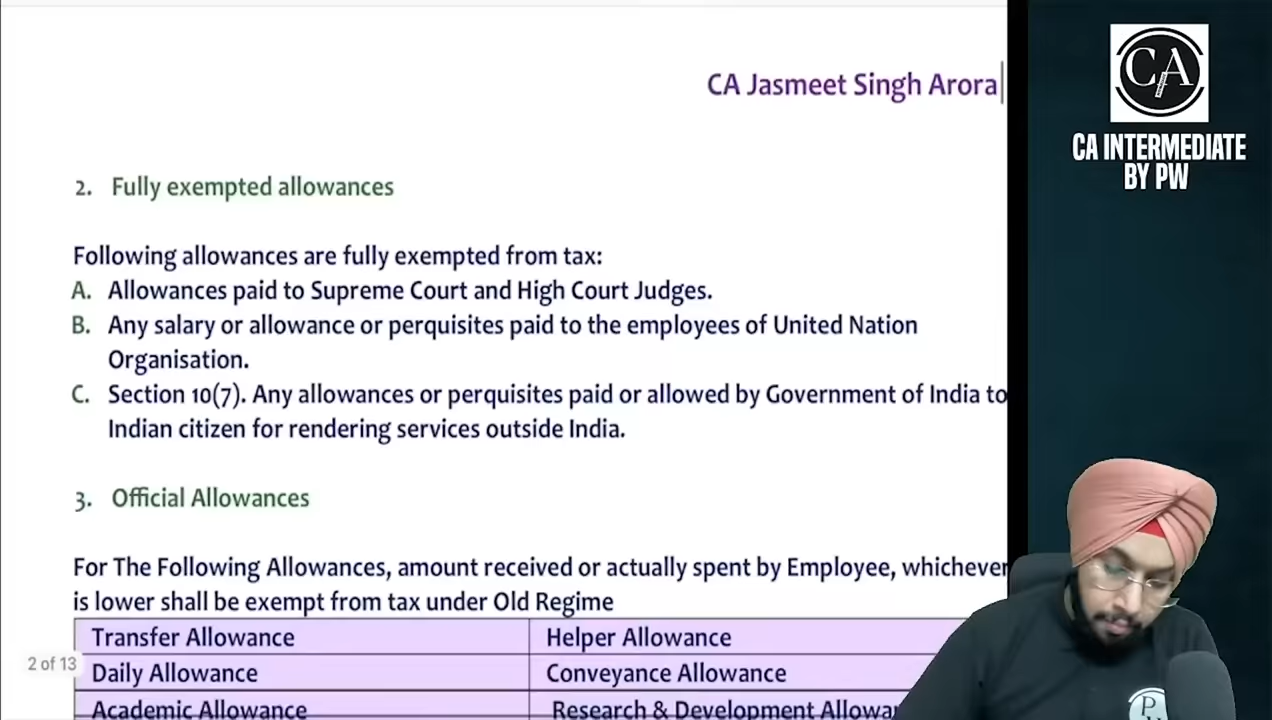 CA Jasmeet Singh Arora
CA
CA INTERMEDIATE
BY PW
2. Fully exempted allowances
Following allowances are fully exempted from tax:
A. Allowances paid to Supreme Court and High Court Judges.
B. Any salary or allowance or perquisites paid to the employees of United Nation
Organisation.
C. Section 10(7). Any allowances or perquisites paid or allowed by Government of India to
Indian citizen for rendering services outside India.
3. Official Allowances
For The Following Allowances, amount received or actually spent by Employee, whichever
is lower shall be exempt from tax under Old Regime
Transfer Allowance
Helper Allowance
Daily Allowance
Conveyance Allowance
Academic Allowance
Research & Development
2 of 13
P